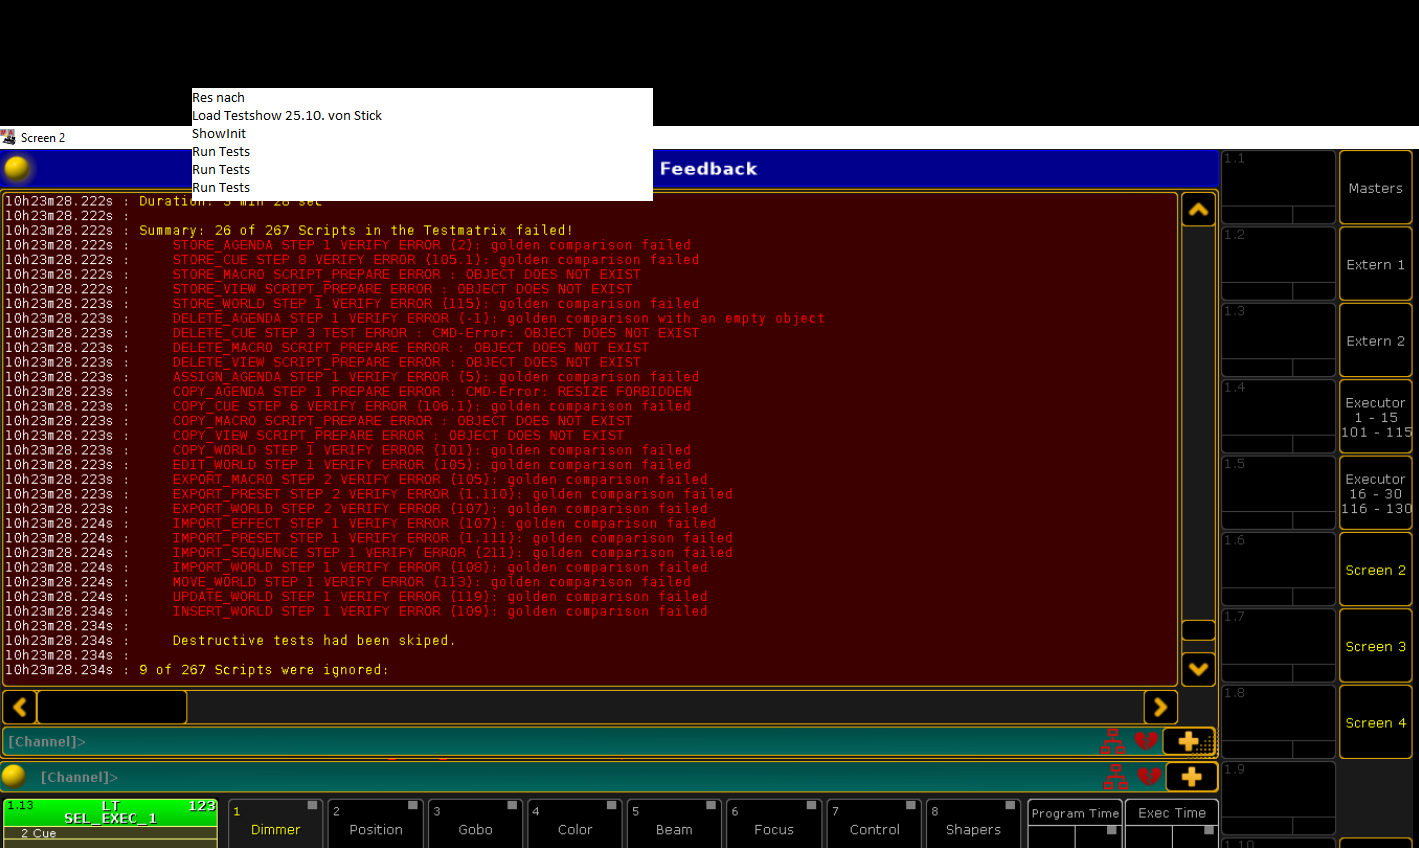 Res nach
Load Testshow 25.10. von Stick
ShowInit
Run Tests
Run Tests
Run Tests
Screen 2
Feedback
10h23m28.222s : Duration: 3 min 28 sec
10h23m28.222s :
10h23m28.222s : Summary: 26 of 267 Scripts in the Testmatrix failed!
10h23m28.222s : STORE_AGENDA STEP 1 VERIFY ERROR (2): golden comparison failed
10h23m28.222s : STORE_CUE STEP 8 VERIFY ERROR (105.1): golden comparison failed
10h23m28.222s : STORE_MACRO SCRIPT_PREPARE ERROR : OBJECT DOES NOT EXIST
10h23m28.222s : STORE_VIEW SCRIPT_PREPARE ERROR : OBJECT DOES NOT EXIST
10h23m28.223s : STORE_WORLD STEP 1 VERIFY ERROR (115): golden comparison failed
10h23m28.223s : DELETE_AGENDA STEP 1 VERIFY ERROR (-1): golden comparison with an empty object
10h23m28.223s : DELETE_CUE STEP 3 TEST ERROR : CMD-Error: OBJECT DOES NOT EXIST
10h23m28.223s : DELETE_MACRO SCRIPT_PREPARE ERROR : OBJECT DOES NOT EXIST
10h23m28.223s : DELETE_VIEW SCRIPT_PREPARE ERROR : OBJECT DOES NOT EXIST
10h23m28.223s : ASSIGN_AGENDA STEP 1 VERIFY ERROR (5): golden comparison failed
10h23m28.223s : COPY_AGENDA STEP 1 PREPARE ERROR : CMD-Error: RESIZE FORBIDDEN
10h23m28.223s : COPY_CUE STEP 6 VERIFY ERROR (106.1): golden comparison failed
10h23m28.223s : COPY_MACRO SCRIPT_PREPARE ERROR : OBJECT DOES NOT EXIST
10h23m28.223s : COPY_VIEW SCRIPT_PREPARE ERROR : OBJECT DOES NOT EXIST
10h23m28.223s : COPY_WORLD STEP 1 VERIFY ERROR (101): golden comparison failed
10h23m28.223s : EDIT_WORLD STEP 1 VERIFY ERROR (105): golden comparison failed
10h23m28.223s : EXPORT_MACRO STEP 2 VERIFY ERROR (105): golden comparison failed
10h23m28.223s : EXPORT_PRESET STEP 2 VERIFY ERROR (1.110): golden comparison failed
10h23m28.223s : EXPORT_WORLD STEP 2 VERIFY ERROR (107): golden comparison failed
10h23m28.224s : IMPORT_EFFECT STEP 1 VERIFY ERROR (107): golden comparison failed
10h23m28.224s : IMPORT_PRESET STEP 1 VERIFY ERROR (1.111): golden comparison failed
10h23m28.224s : IMPORT_SEQUENCE STEP 1 VERIFY ERROR (211): golden comparison failed
10h23m28.224s : IMPORT_WORLD STEP 1 VERIFY ERROR (108): golden comparison failed
10h23m28.224s : MOVE_WORLD STEP 1 VERIFY ERROR (113): golden comparison failed
10h23m28.224s : UPDATE_WORLD STEP 1 VERIFY ERROR (119): golden comparison failed
10h23m28.234s : INSERT_WORLD STEP 1 VERIFY ERROR (109): golden comparison failed
10h23m28.234s :
10h23m28.234s : Destructive tests had been skiped.
10h23m28.234s :
10h23m28.234s : 9 of 267 Scripts were ignored:
[Channel]>
[Channel]>
1.13 LT 123
SEL_EXEC_1
2 Cue
1 Dimmer
2 Position
3 Gobo
4 Color
5 Beam
6 Focus
7 Control
8 Shapers
Program Time
Exec Time
1.1
1.2
1.3
1.4
1.5
1.6
1.7
1.8
1.9
1.10
Masters
Extern 1
Extern 2
Executor
1 - 15
101 - 115
Executor
16 - 30
116 - 130
Screen 2
Screen 3
Screen 4